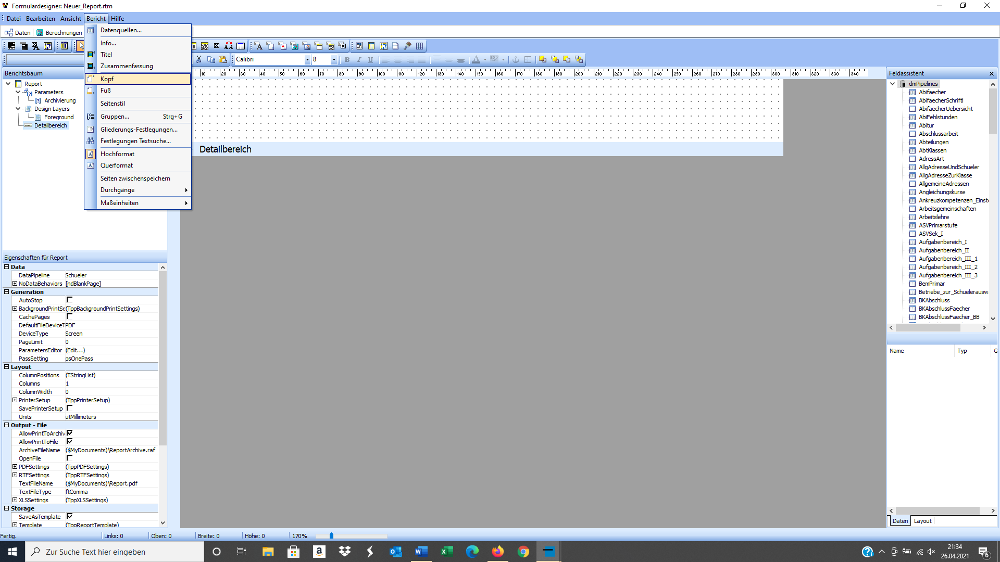 Formulardesigner: Neuer_Report.rtm
Datei Bearbeiten Ansicht Bericht Hilfe
Daten Berechnungen
Datenquellen...
Info...
Titel
Zusammenfassung
Kopf
Fuß
Seitenstil
Gruppen... Strg+G
Gliederungs-Festlegungen...
Festlegungen Textsuche...
Hochformat
Querformat
Seiten zwischenspeichern
Durchgänge
Maßeinheiten
Calibri 8
B I U
Berichtsbaum
Report
Parameters
Archivierung
Design Layers
Foreground
Detailbereich
10 20 30 40 50 60 70 80 90 100 110 120 130 140 150 160 170 180 190 200 210 220 230 240 250 260 270 280 290 300 310 320 330 340
Detailbereich
Eigenschaften für Report
Data
DataPipeline Schueler
NoDataBehaviors [ndBlankPage]
Generation
AutoStop
BackgroundPrintSe (TppBackgroundPrintSettings)
CachePages
DefaultFileDeviceT PDF
DeviceType Screen
PageLimit 0
ParametersEditor (Edit...)
PassSetting psOnePass
Layout
ColumnPositions (TStringList)
Columns 1
ColumnWidth 0
PrinterSetup (TppPrinterSetup)
SavePrinterSetup
Units utMillimeters
Output - File
AllowPrintToArchiv
AllowPrintToFile
ArchiveFileName ($MyDocuments)\ReportArchive.raf
OpenFile
PDFSettings (TppPDFSettings)
RTFSettings (TppRTFSettings)
TextFileName ($MyDocuments)\Report.pdf
TextFileType ftComma
XLSSettings (TppXLSSettings)
Storage
SaveAsTemplate
Template (TppReportTemplate)
Feldassistent
dmPipelines
Abifaecher
AbifaecherSchriftl
AbifaecherUebersicht
AbiFehlstunden
Abitur
Abschlussarbeit
Abteilungen
AbtKlassen
AdressArt
AllgAdresseUndSchueler
AllgAdresseZurKlasse
AllgemeineAdressen
Angleichungskurse
Ankreuzkompetenzen_Einst
Arbeitsgemeinschaften
Arbeitslehre
ASVPrimarstufe
ASVSek_I
Aufgabenbereich_I
Aufgabenbereich_II
Aufgabenbereich_III_1
Aufgabenbereich_III_2
Aufgabenbereich_III_3
BemPrimar
Betriebe_zur_Schuelerausw
BKAbschluss
BKAbschlussFaecher
BKAbschlussFaecher_BB
Name Typ G
Daten Layout
Fertig. Links: 0 Oben: 0 Breite: 0 Höhe: 0 170%
Zur Suche Text hier eingeben
21:34
26.04.2021
6